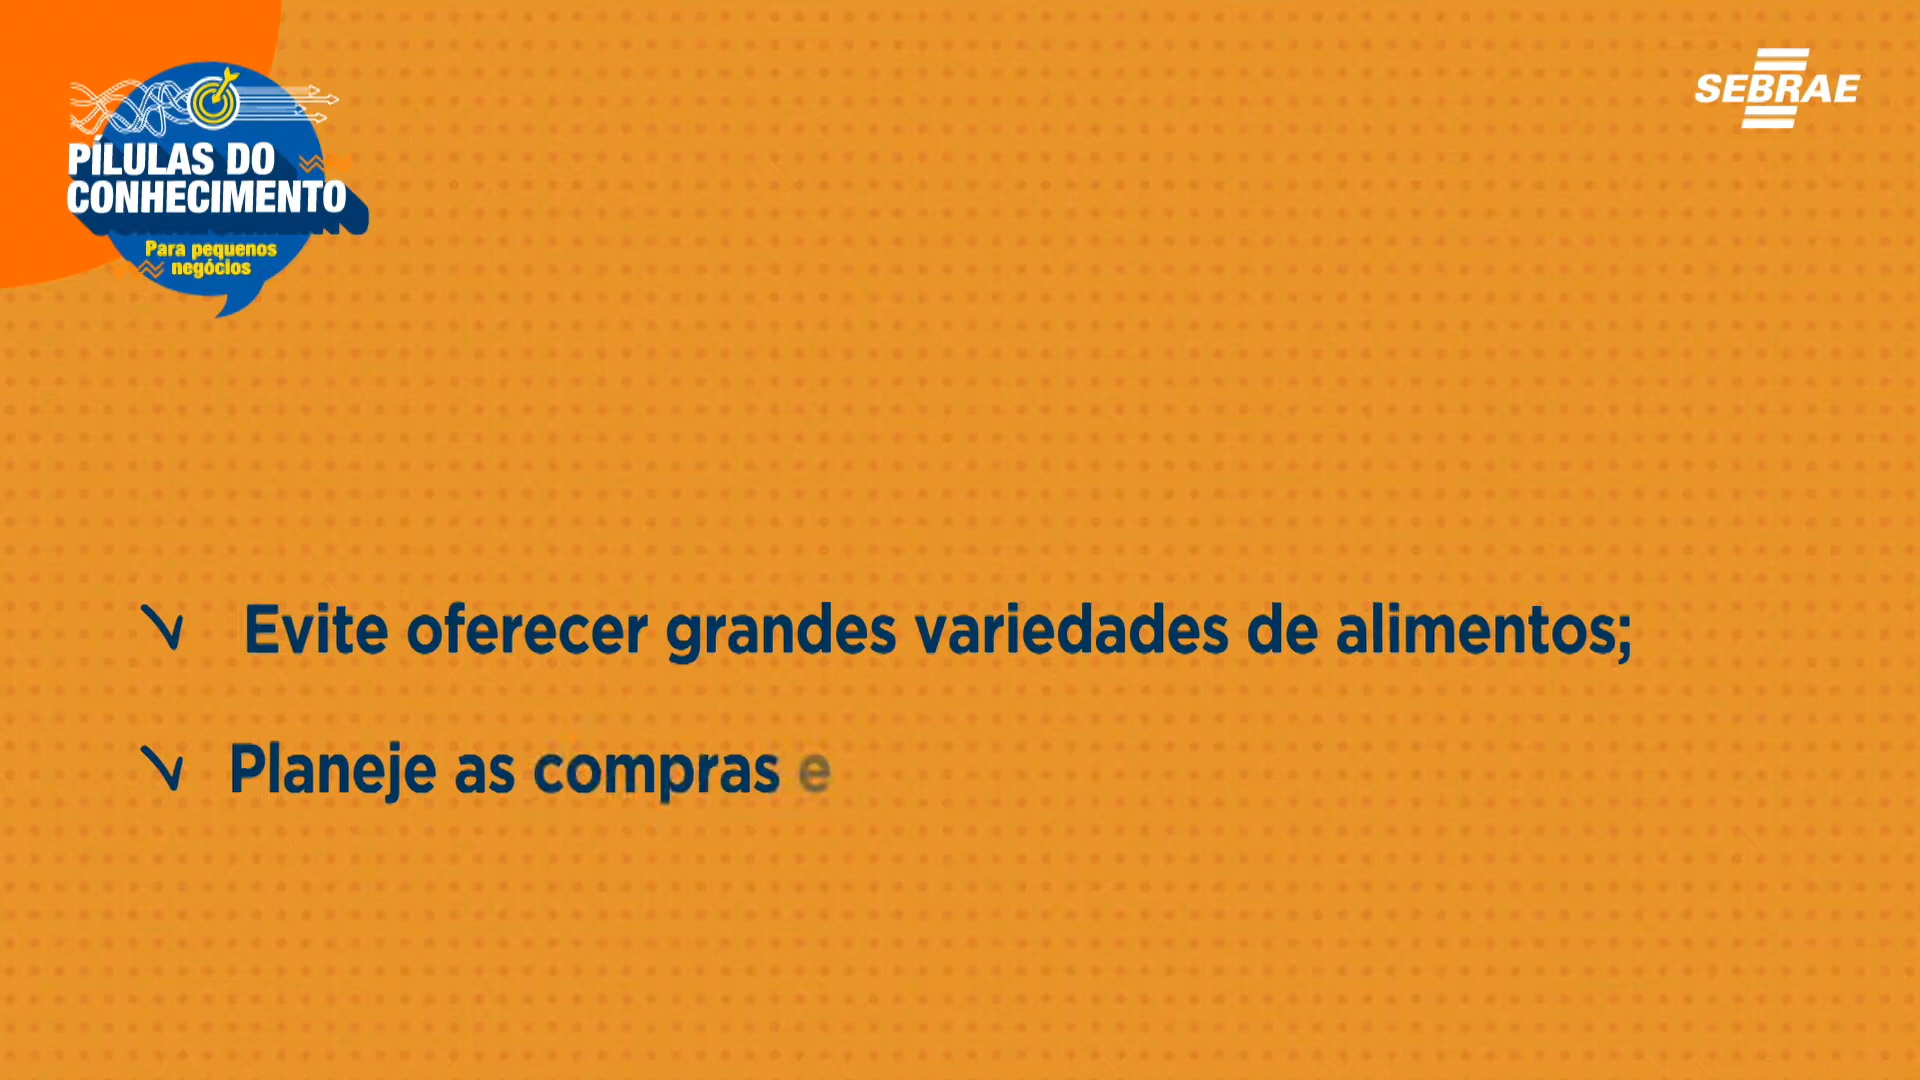 PÍLULAS DO
CONHECIMENTO
Para pequenos
negócios
SEBRAE
Evite oferecer grandes variedades de alimentos;
Planeje as compras e